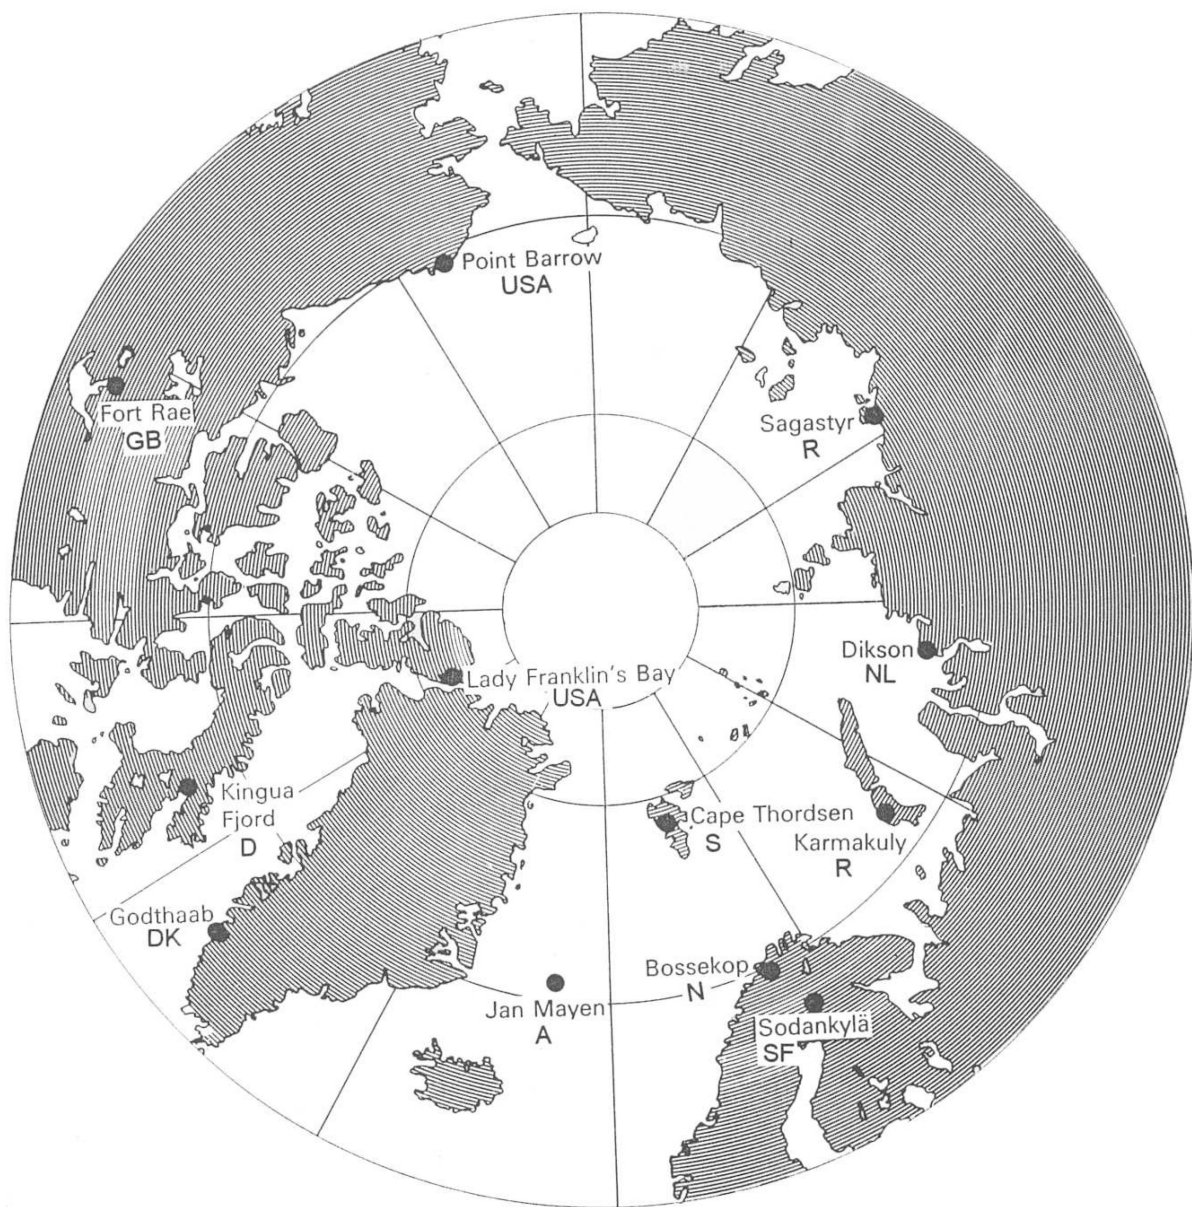 Point Barrow
USA
Fort Rae
GB
Sagastyr
R
Dikson
NL
Lady Franklin's Bay
USA
Kingua
Fjord
D
Cape Thordsen
S
Karmakuly
R
Godthaab
DK
Bossekop
N
Jan Mayen
A
Sodankylä
SF